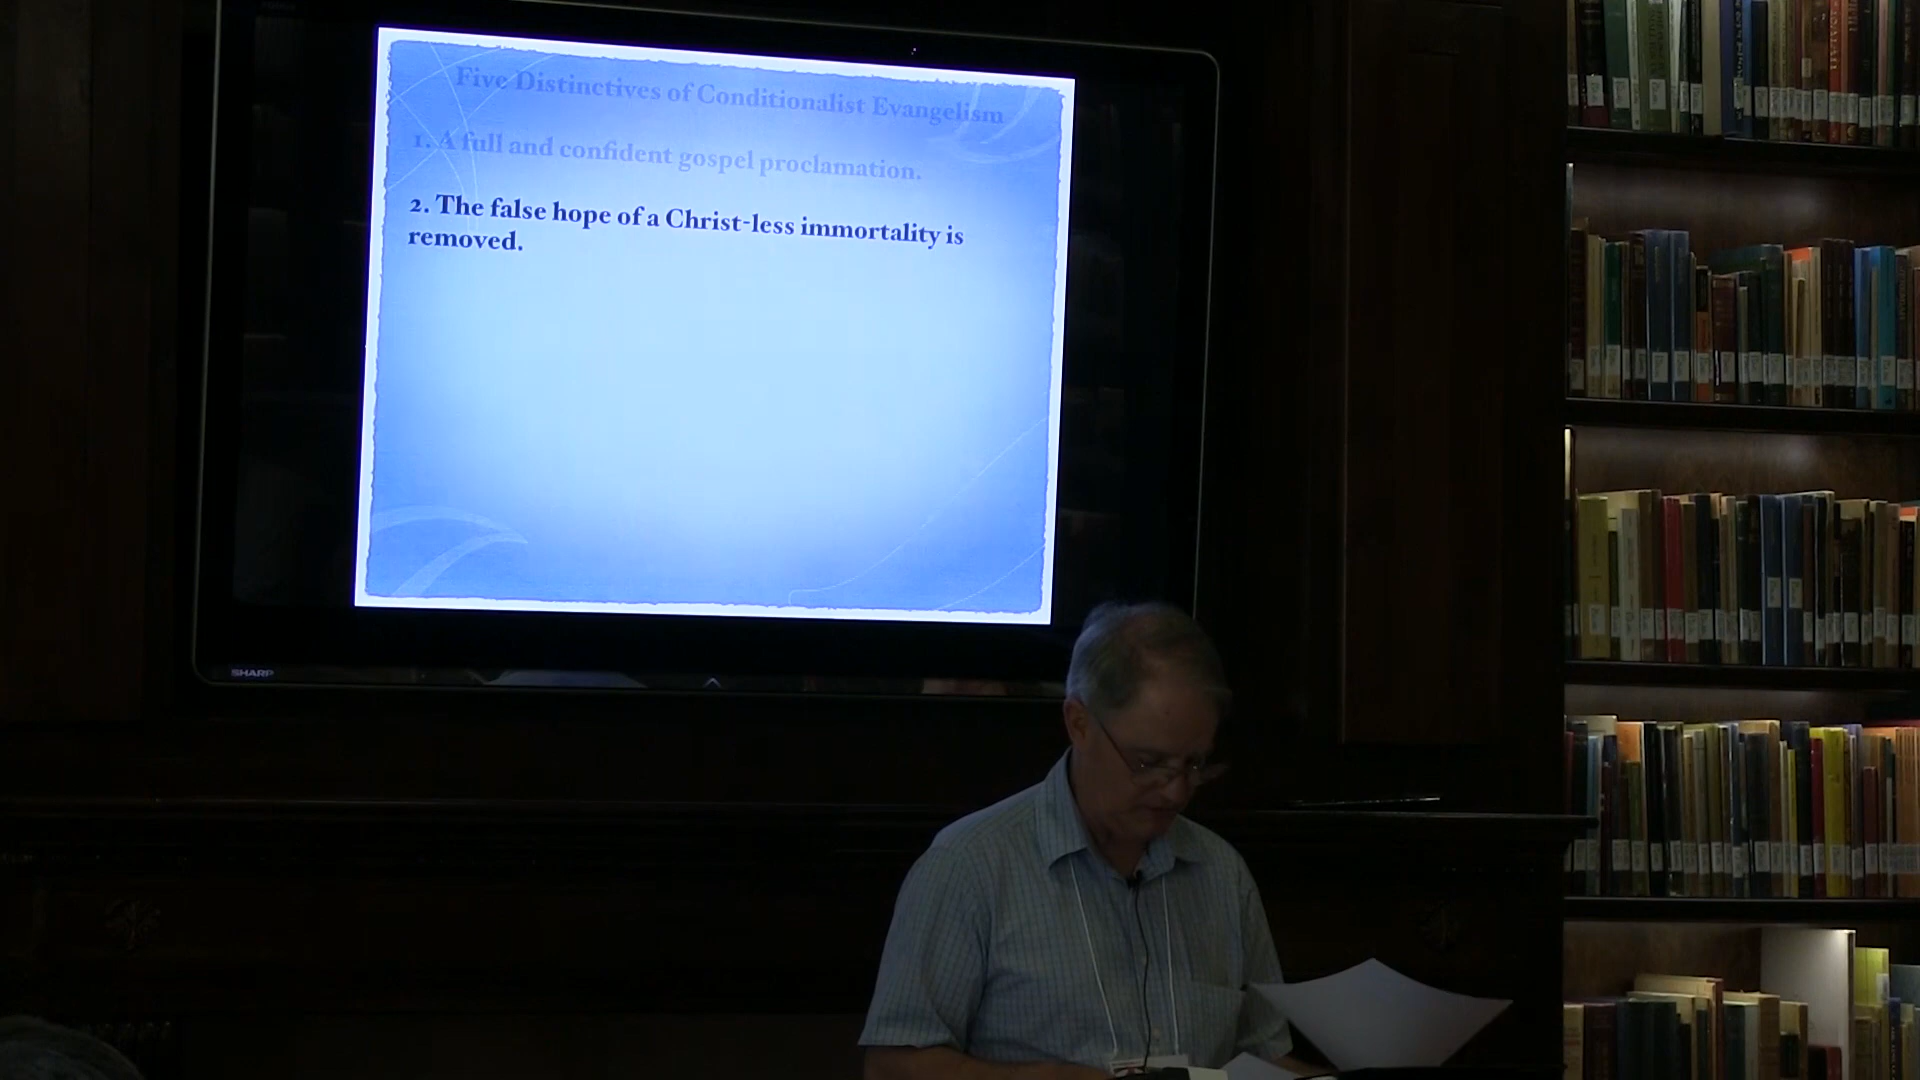 Five Distinctives of Conditionalist Evangelism
1. A full and confident gospel proclamation.
2. The false hope of a Christ-less immortality is
removed.
SHARP